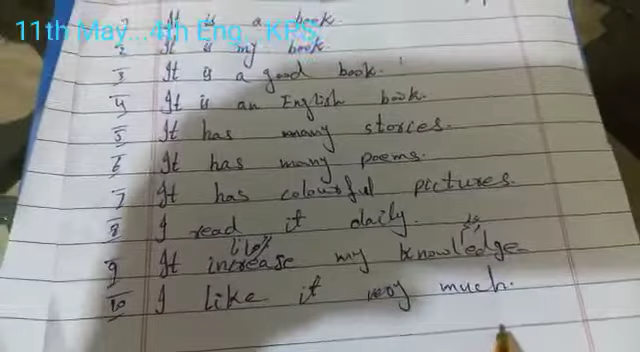 11th May...4th Eng. KPS
1 It is a book.
2 It is my book.
3 It is a good book.
4 It is an English book.
5 It has many stories.
6 It has many poems.
7 It has colourful pictures.
8 I read it daily.
9 It increase my knowledge
10 I like it very much.